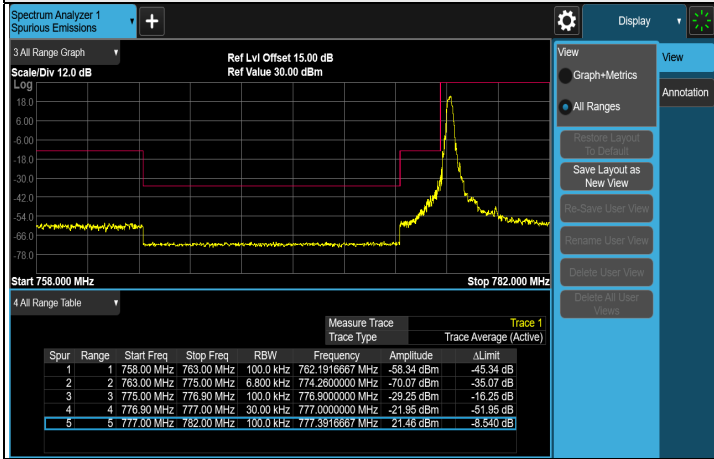 Spectrum Analyzer 1
Spurious Emissions
Display
3 All Range Graph
Ref Lvl Offset 15.00 dB
Scale/Div 12.0 dB
Ref Value 30.00 dBm
Log
18.0
6.00
-6.00
-18.0
-30.0
-42.0
-54.0
-66.0
-78.0
Start 758.000 MHz
Stop 782.000 MHz
4 All Range Table
Measure Trace Trace 1
Trace Type Trace Average (Active)
Spur Range Start Freq Stop Freq RBW Frequency Amplitude ΔLimit
1 1 758.00 MHz 763.00 MHz 100.0 kHz 762.1916667 MHz -58.34 dBm -45.34 dB
2 2 763.00 MHz 775.00 MHz 6.800 kHz 774.2600000 MHz -70.07 dBm -35.07 dB
3 3 775.00 MHz 776.90 MHz 100.0 kHz 776.9000000 MHz -29.25 dBm -16.25 dB
4 4 776.90 MHz 777.00 MHz 30.00 kHz 777.0000000 MHz -21.95 dBm -51.95 dB
5 5 777.00 MHz 782.00 MHz 100.0 kHz 777.3916667 MHz 21.46 dBm -8.540 dB
View
Graph+Metrics
All Ranges
Restore Layout
To Default
Save Layout as
New View
Re-Save User View
Rename User View
Delete User View
Delete All User
Views
View
Annotation